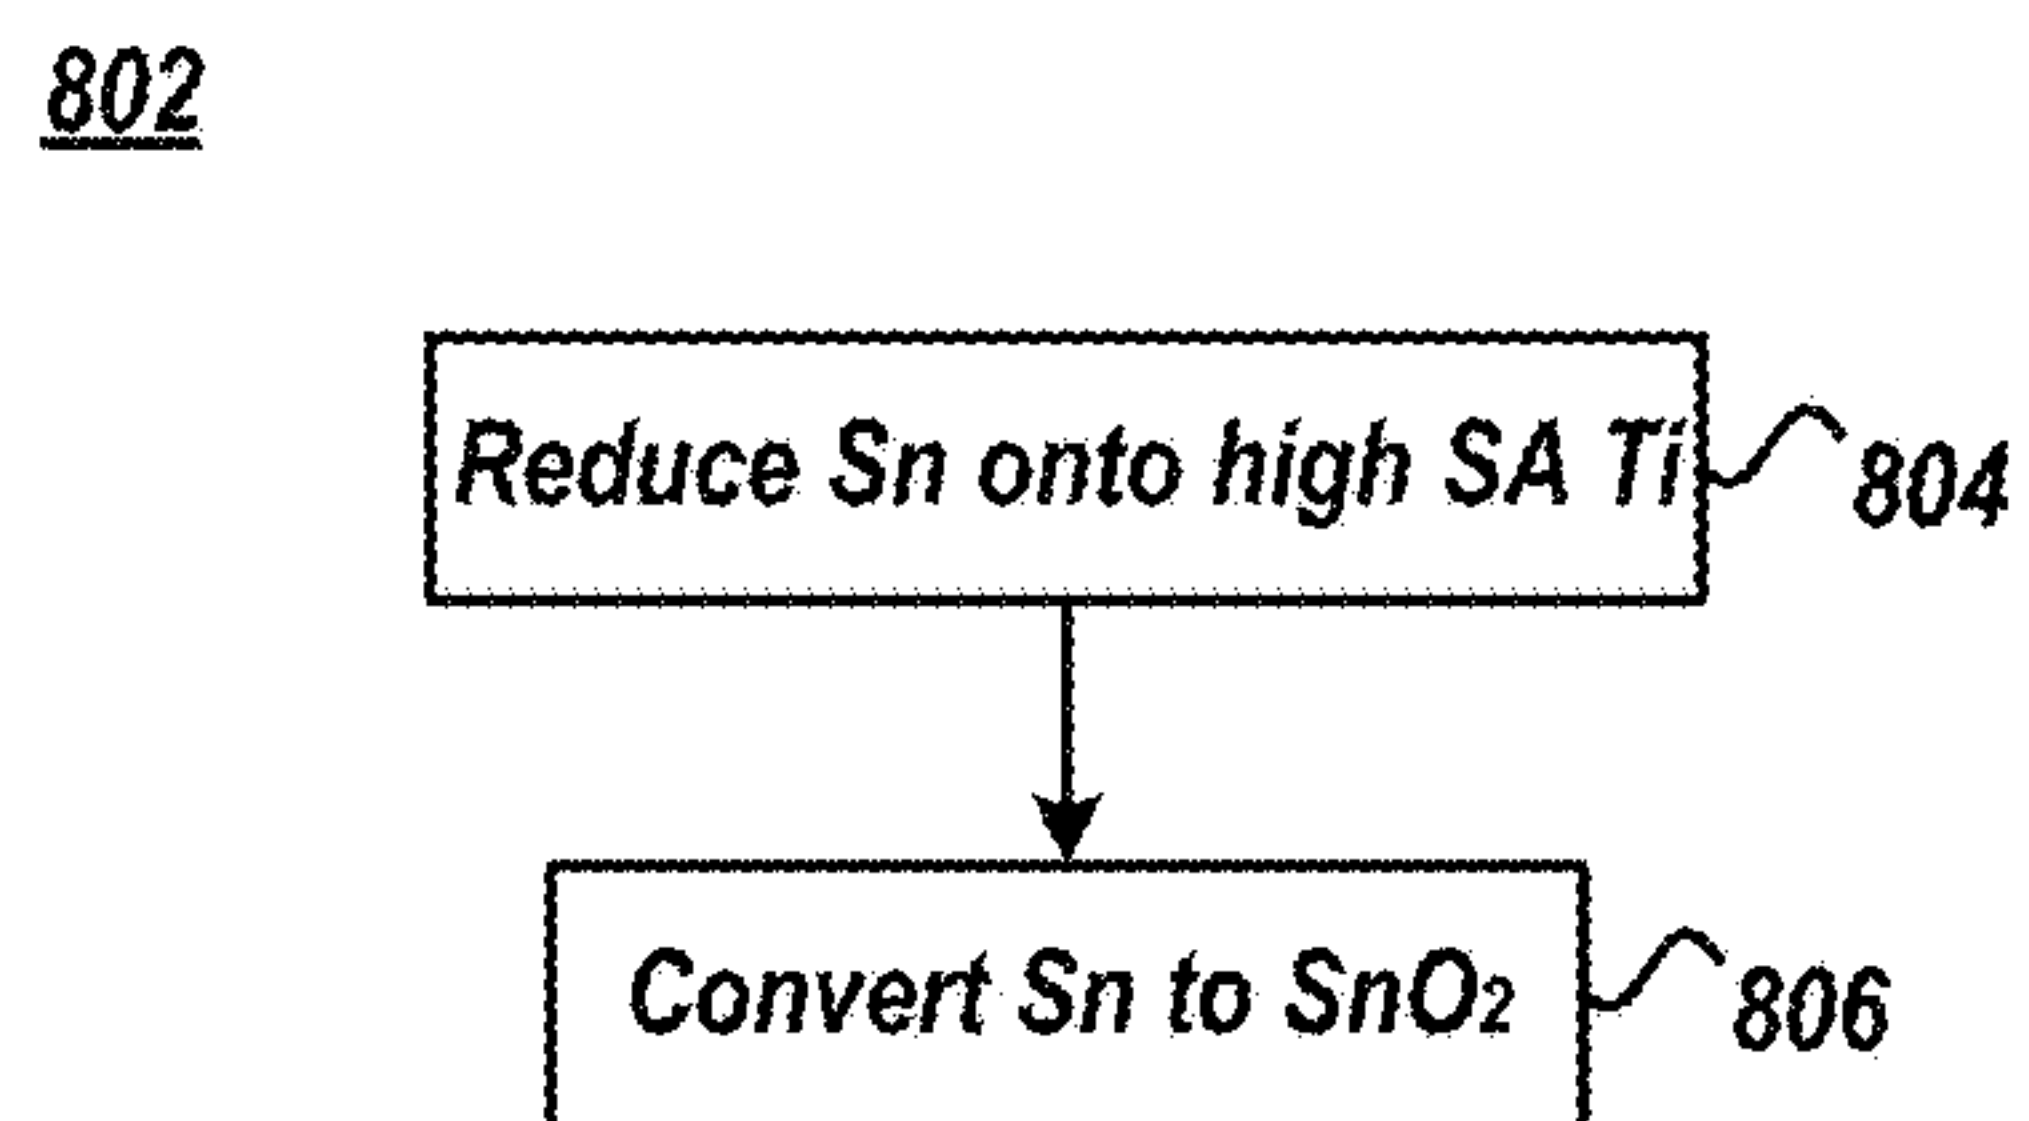 802
Reduce Sn onto high SA Ti
804
Convert Sn to SnO₂
806